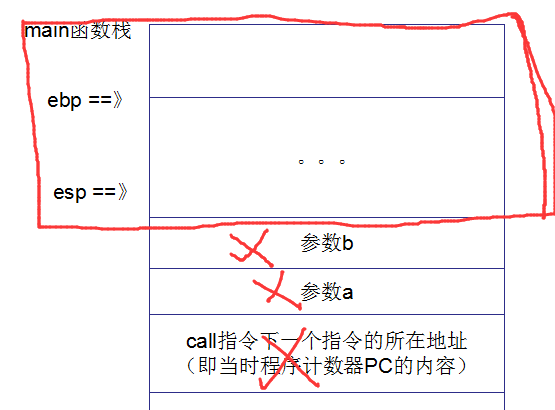 main函数栈
ebp ==》
。。。
esp ==》
参数b
参数a
call指令下一个指令的所在地址
（即当时程序计数器PC的内容）